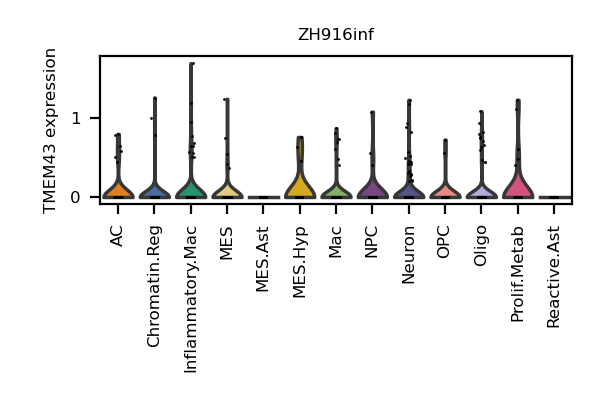 ZH916inf
TMEM43 expression
1
0
AC
Chromatin.Reg
Inflammatory.Mac
MES
MES.Ast
MES.Hyp
Mac
NPC
Neuron
OPC
Oligo
Prolif.Metab
Reactive.Ast